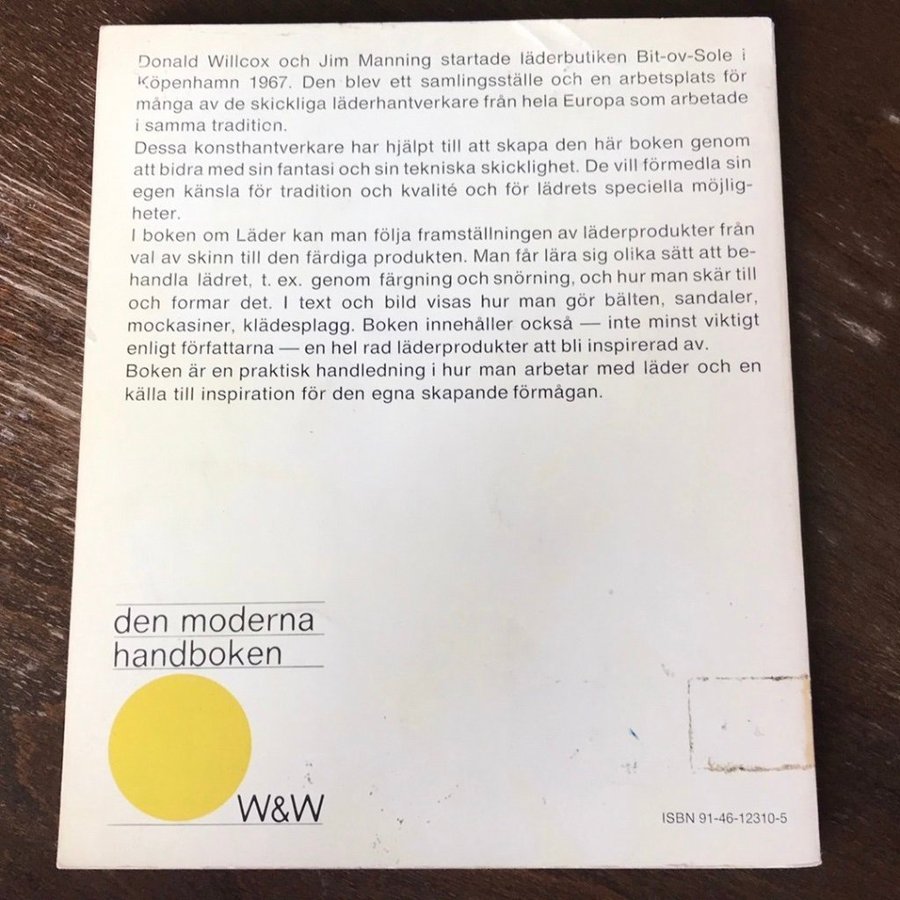 Donald Willcox och Jim Manning startade läderbutiken Bit-ov-Sole i
Köpenhamn 1967. Den blev ett samlingsställe och en arbetsplats för
många av de skickliga läderhantverkare från hela Europa som arbetade
i samma tradition.
Dessa konsthantverkare har hjälpt till att skapa den här boken genom
att bidra med sin fantasi och sin tekniska skicklighet. De vill förmedla sin
egen känsla för tradition och kvalité och för lädrets speciella möjlig-
heter.
I boken om Läder kan man följa framställningen av läderprodukter från
val av skinn till den färdiga produkten. Man får lära sig olika sätt att be-
handla lädret, t. ex. genom färgning och snörning, och hur man skär till
och formar det. I text och bild visas hur man gör bälten, sandaler,
mockasiner, klädesplagg. Boken innehåller också — inte minst viktigt
enligt författarna — en hel rad läderprodukter att bli inspirerad av.
Boken är en praktisk handledning i hur man arbetar med läder och en
källa till inspiration för den egna skapande förmågan.
den moderna
handboken
W&W
ISBN 91-46-12310-5